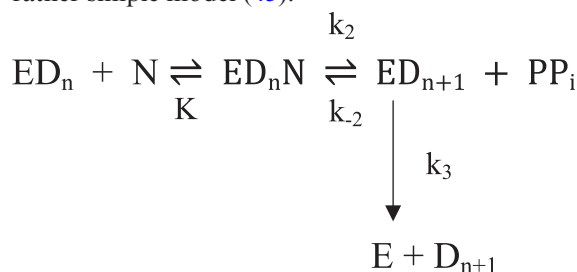 rather simple model (43).
k₂
EDₙ + N ⇌ EDₙN ⇌ EDₙ₊₁ + PPᵢ
K k₋₂
k₃
E + Dₙ₊₁